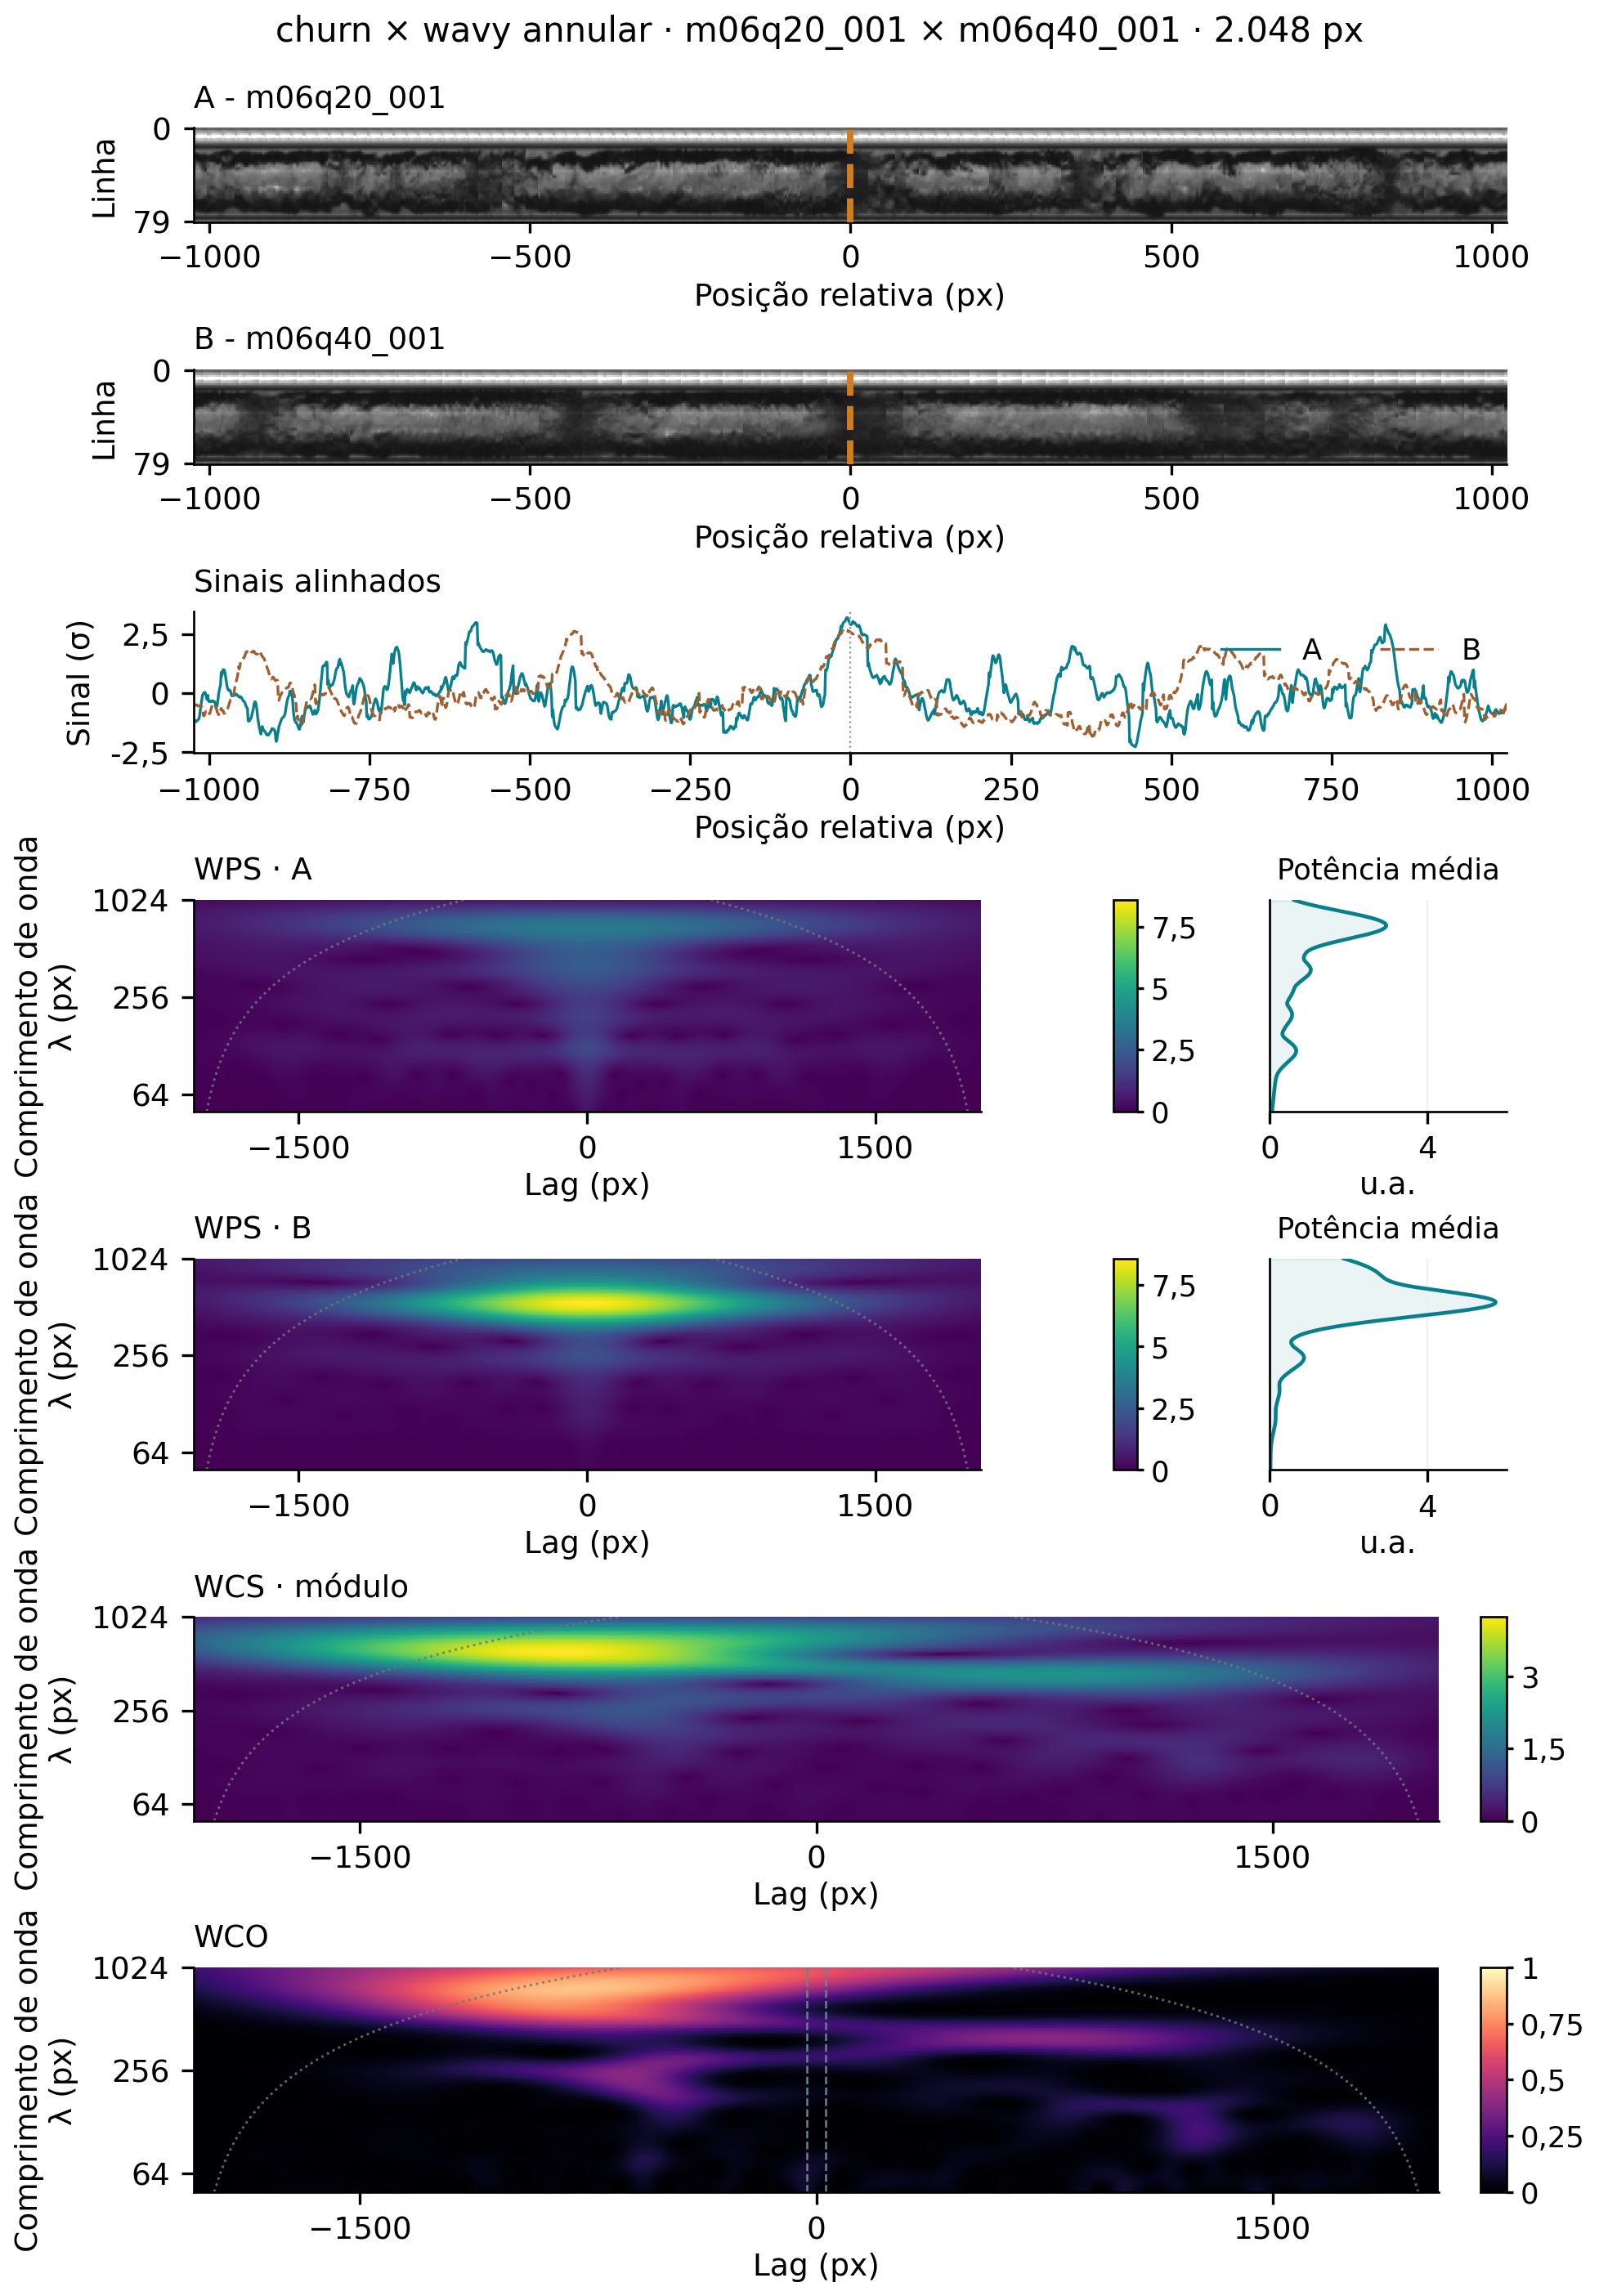 churn × wavy annular · m06q20_001 × m06q40_001 · 2.048 px
A - m06q20_001
Linha
0
79
−1000
−500
0
500
1000
Posição relativa (px)
B - m06q40_001
Linha
0
79
−1000
−500
0
500
1000
Posição relativa (px)
Sinais alinhados
Sinal (σ)
2,5
0
-2,5
A
B
−1000
−750
−500
−250
0
250
500
750
1000
Posição relativa (px)
WPS · A
Comprimento de onda
λ (px)
1024
256
64
−1500
0
1500
Lag (px)
7,5
5
2,5
0
Potência média
0
4
u.a.
WPS · B
Comprimento de onda
λ (px)
1024
256
64
−1500
0
1500
Lag (px)
7,5
5
2,5
0
Potência média
0
4
u.a.
WCS · módulo
Comprimento de onda
λ (px)
1024
256
64
−1500
0
1500
Lag (px)
3
1,5
0
WCO
Comprimento de onda
λ (px)
1024
256
64
−1500
0
1500
Lag (px)
1
0,75
0,5
0,25
0